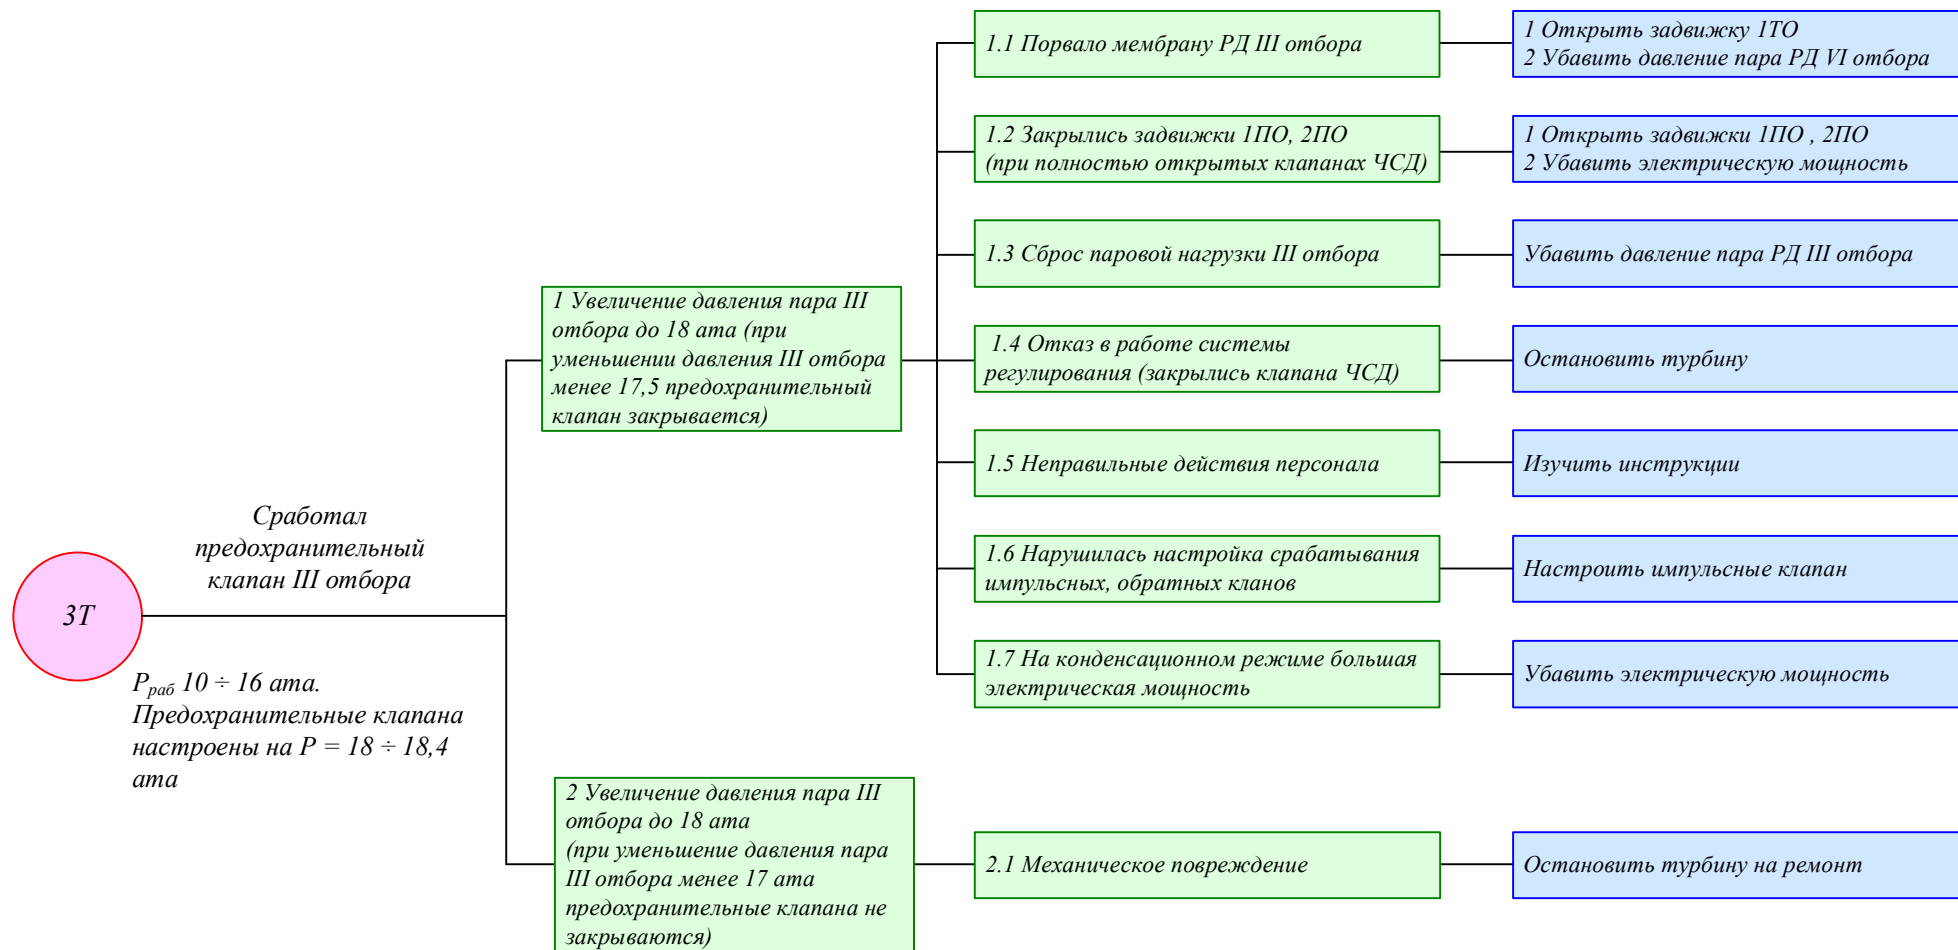 3Т
Сработал
предохранительный
клапан III отбора
Pраб 10 ÷ 16 ата.
Предохранительные клапана
настроены на P = 18 ÷ 18,4
ата
1 Увеличение давления пара III
отбора до 18 ата (при
уменьшении давления III отбора
менее 17,5 предохранительный
клапан закрывается)
1.1 Порвало мембрану РД III отбора
1 Открыть задвижку 1ТО
2 Убавить давление пара РД VI отбора
1.2 Закрылись задвижки 1ПО, 2ПО
(при полностью открытых клапанах ЧСД)
1 Открыть задвижки 1ПО , 2ПО
2 Убавить электрическую мощность
1.3 Сброс паровой нагрузки III отбора
Убавить давление пара РД III отбора
1.4 Отказ в работе системы
регулирования (закрылись клапана ЧСД)
Остановить турбину
1.5 Неправильные действия персонала
Изучить инструкции
1.6 Нарушилась настройка срабатывания
импульсных, обратных кланов
Настроить импульсные клапан
1.7 На конденсационном режиме большая
электрическая мощность
Убавить электрическую мощность
2 Увеличение давления пара III
отбора до 18 ата
(при уменьшение давления пара
III отбора менее 17 ата
предохранительные клапана не
закрываются)
2.1 Механическое повреждение
Остановить турбину на ремонт